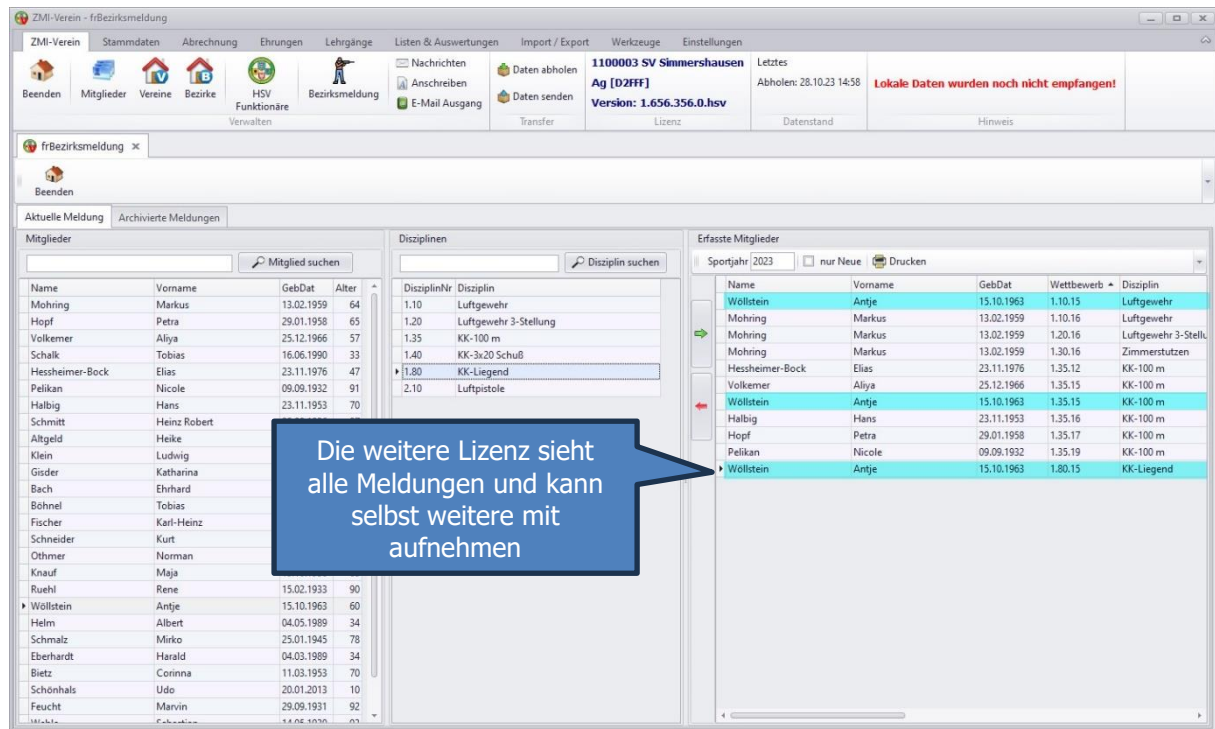 ZMI-Verein - frBezirksmeldung
ZMI-Verein Stammdaten Abrechnung Ehrungen Lehrgänge Listen & Auswertungen Import / Export Werkzeuge Einstellungen
Beenden Mitglieder Vereine Bezirke HSV Funktionäre Bezirksmeldung
Nachrichten
Anschreiben
E-Mail Ausgang
Verwalten
Daten abholen
Daten senden
Transfer
1100003 SV Simmershausen
Ag [D2FFF]
Version: 1.656.356.0.hsv
Lizenz
Letztes
Abholen: 28.10.23 14:58
Datenstand
Lokale Daten wurden noch nicht empfangen!
Hinweis
frBezirksmeldung
Beenden
Aktuelle Meldung Archivierte Meldungen
Mitglieder
Mitglied suchen
Name Vorname GebDat Alter
Mohring Markus 13.02.1959 64
Hopf Petra 29.01.1958 65
Volkemer Aliya 25.12.1966 57
Schalk Tobias 16.06.1990 33
Hessheimer-Bock Elias 23.11.1976 47
Pelikan Nicole 09.09.1932 91
Halbig Hans 23.11.1953 70
Schmitt Heinz Robert
Altgeld Heike
Klein Ludwig
Gisder Katharina
Bach Ehrhard
Böhnel Tobias
Fischer Karl-Heinz
Schneider Kurt
Othmer Norman
Knauf Maja
Ruehl Rene 15.02.1933 90
Wöllstein Antje 15.10.1963 60
Helm Albert 04.05.1989 34
Schmalz Mirko 25.01.1945 78
Eberhardt Harald 04.03.1989 34
Bietz Corinna 11.03.1953 70
Schönhals Udo 20.01.2013 10
Feucht Marvin 29.09.1931 92
Disziplinen
Disziplin suchen
DisziplinNr Disziplin
1.10 Luftgewehr
1.20 Luftgewehr 3-Stellung
1.35 KK-100 m
1.40 KK-3x20 Schuß
1.80 KK-Liegend
2.10 Luftpistole
Erfasste Mitglieder
Sportjahr 2023 nur Neue Drucken
Name Vorname GebDat Wettbewerb Disziplin
Wöllstein Antje 15.10.1963 1.10.15 Luftgewehr
Mohring Markus 13.02.1959 1.10.16 Luftgewehr
Mohring Markus 13.02.1959 1.20.16 Luftgewehr 3-Stellu
Mohring Markus 13.02.1959 1.30.16 Zimmerstutzen
Hessheimer-Bock Elias 23.11.1976 1.35.12 KK-100 m
Volkemer Aliya 25.12.1966 1.35.15 KK-100 m
Wöllstein Antje 15.10.1963 1.35.15 KK-100 m
Halbig Hans 23.11.1953 1.35.16 KK-100 m
Hopf Petra 29.01.1958 1.35.17 KK-100 m
Pelikan Nicole 09.09.1932 1.35.19 KK-100 m
Wöllstein Antje 15.10.1963 1.80.15 KK-Liegend
Die weitere Lizenz sieht
alle Meldungen und kann
selbst weitere mit
aufnehmen